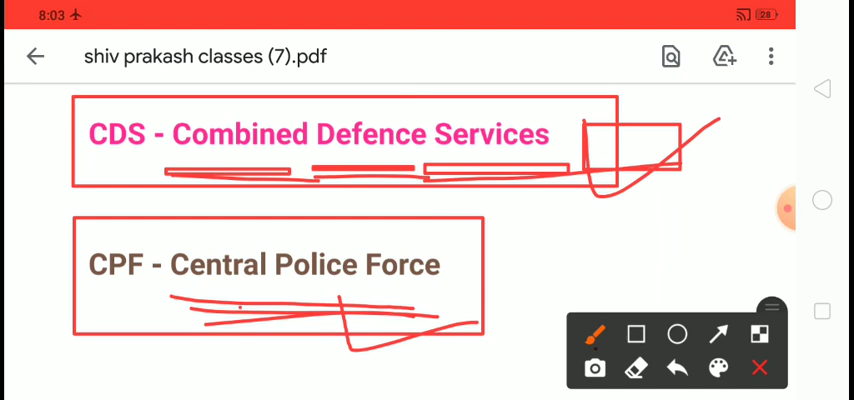 8:03
28
shiv prakash classes (7).pdf
CDS - Combined Defence Services
CPF - Central Police Force